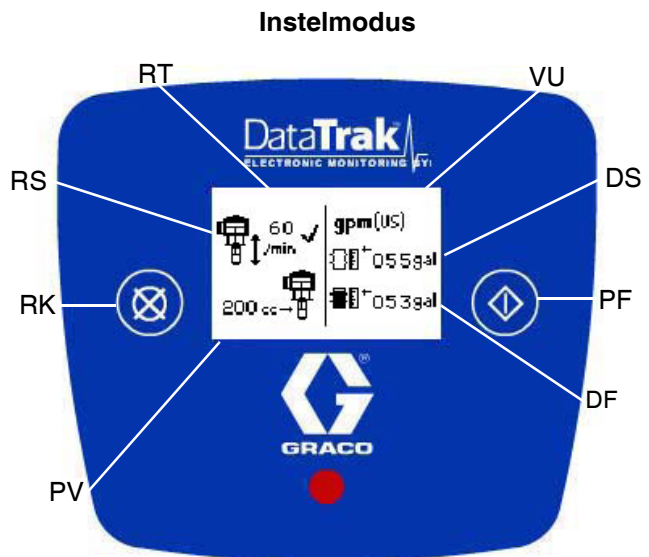 Instelmodus
RT
VU
DataTrak™
ELECTRONIC MONITORING SY
RS
DS
60
/min
gpm(US)
055gal
RK
PF
200 cc
053gal
DF
®
GRACO
PV